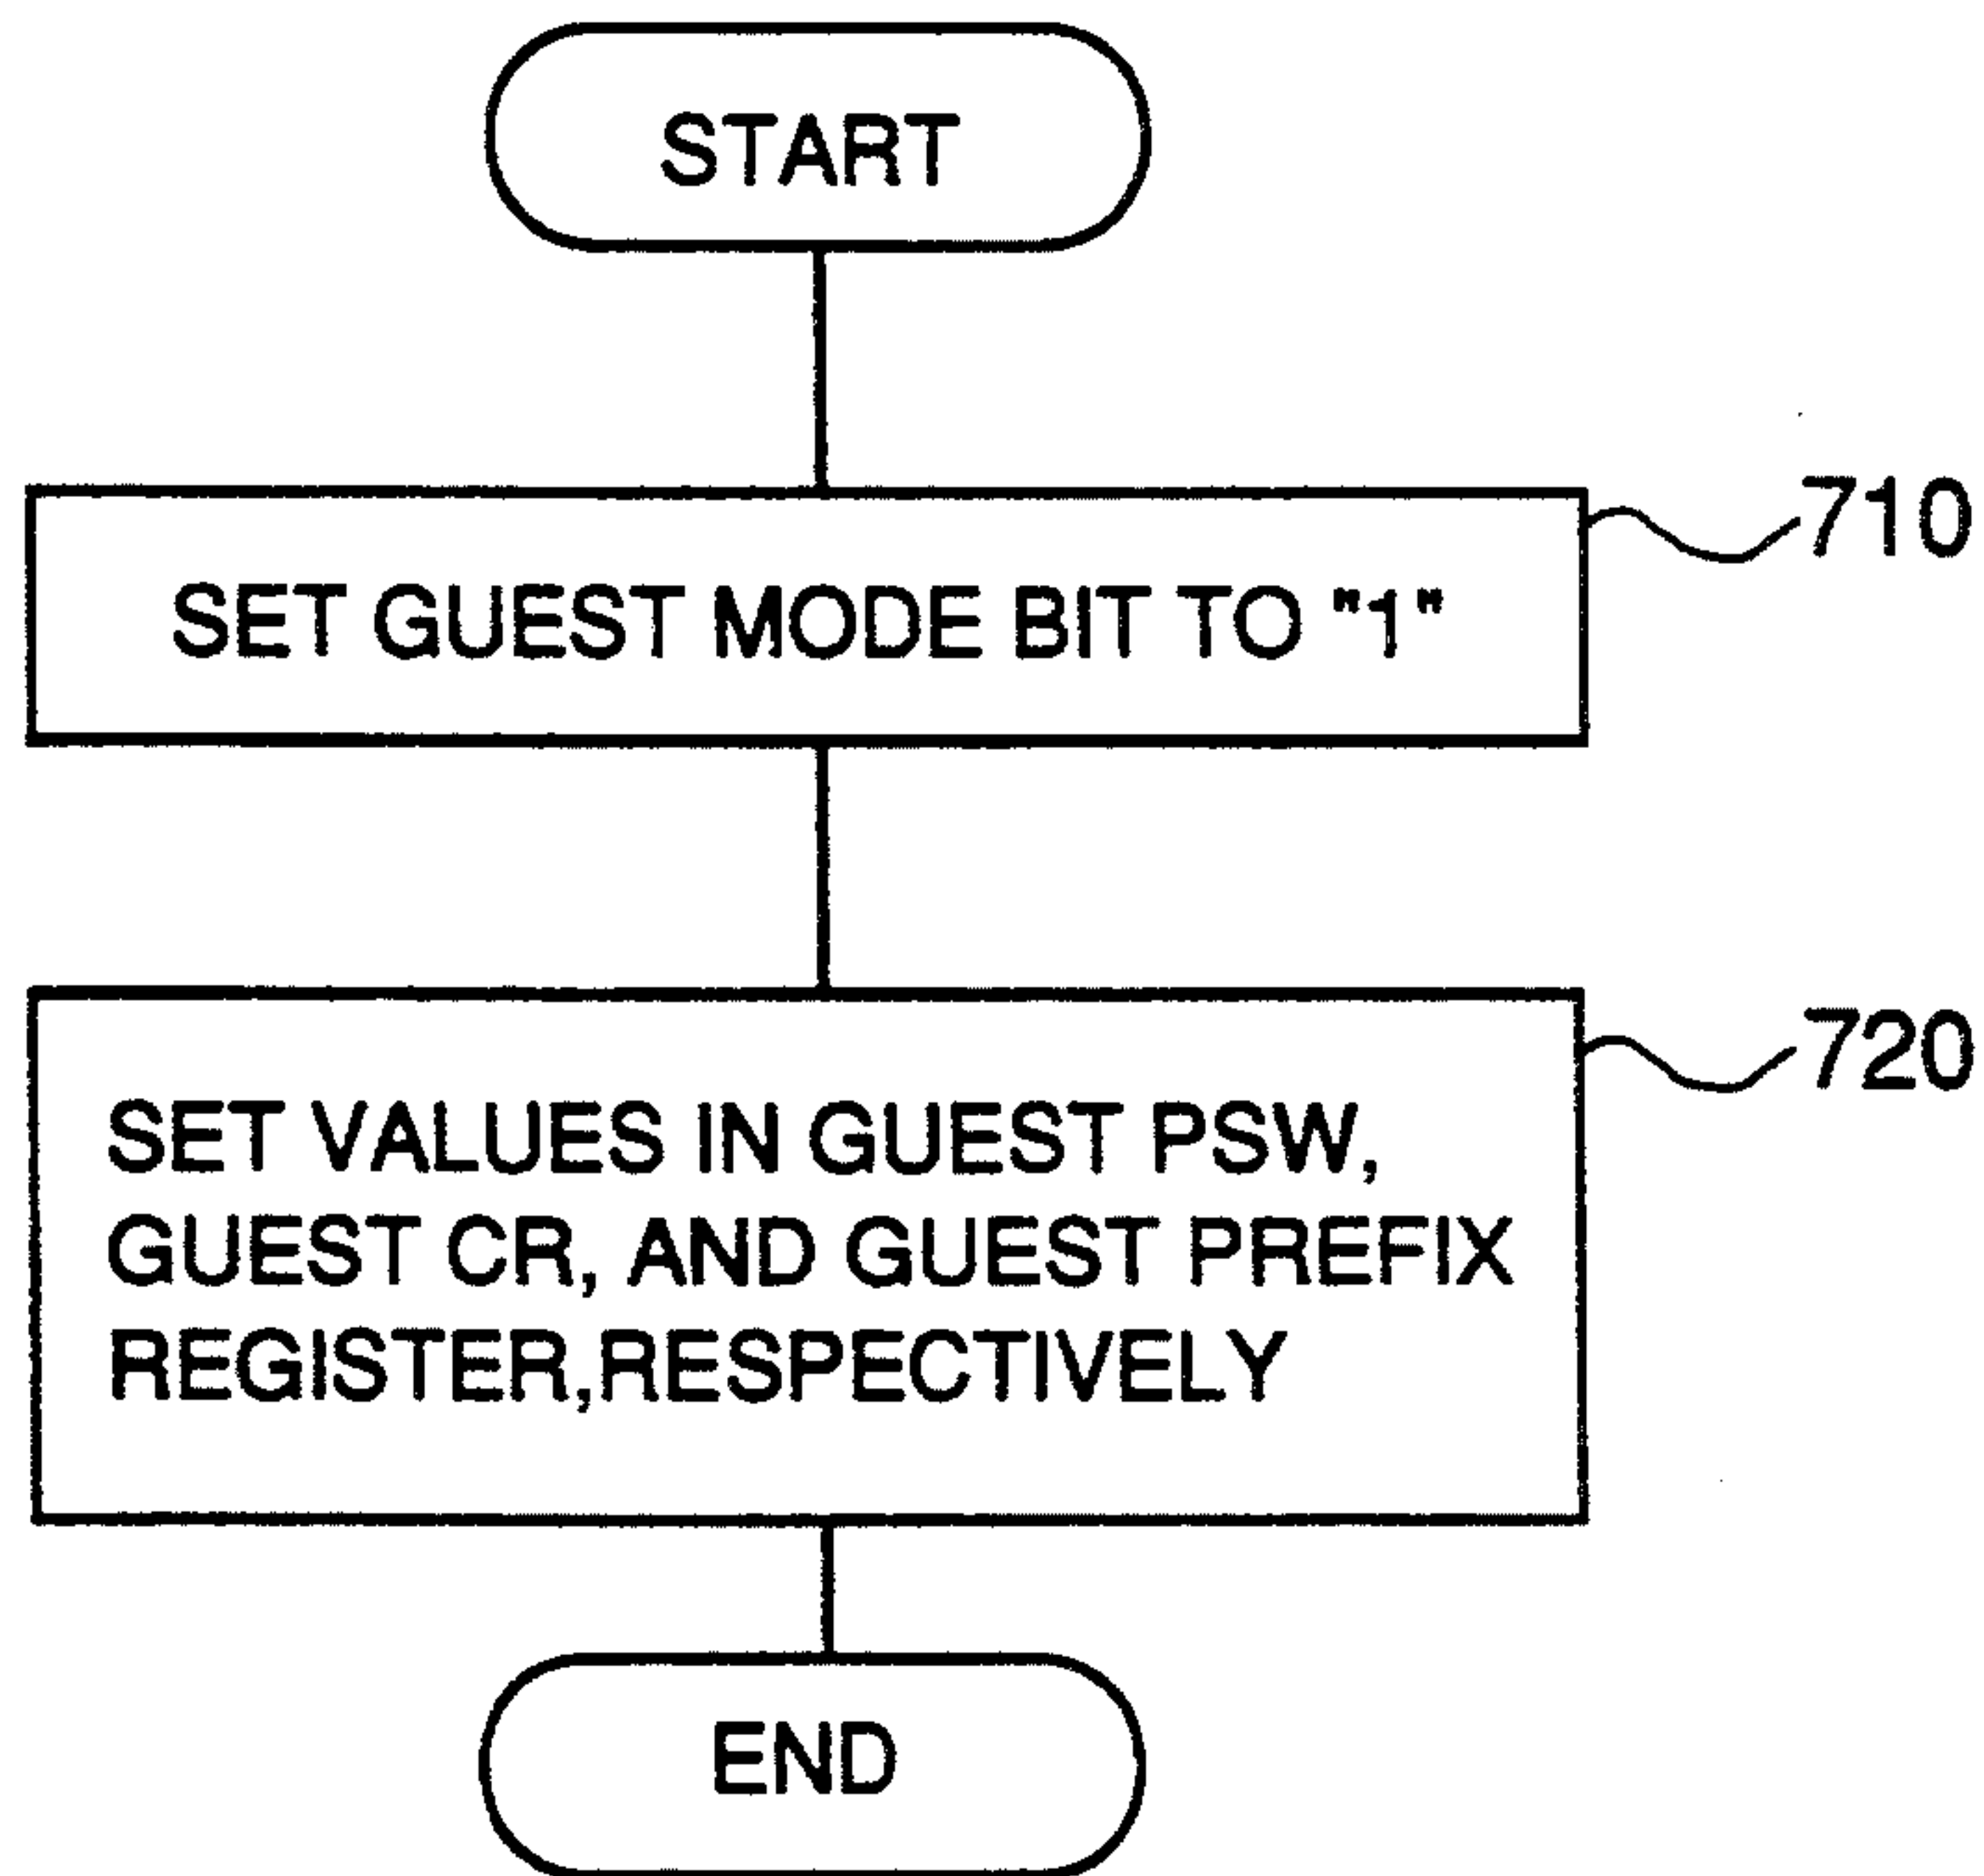 START
710
SET GUEST MODE BIT TO "1"
720
SET VALUES IN GUEST PSW,
GUEST CR, AND GUEST PREFIX
REGISTER,RESPECTIVELY
END